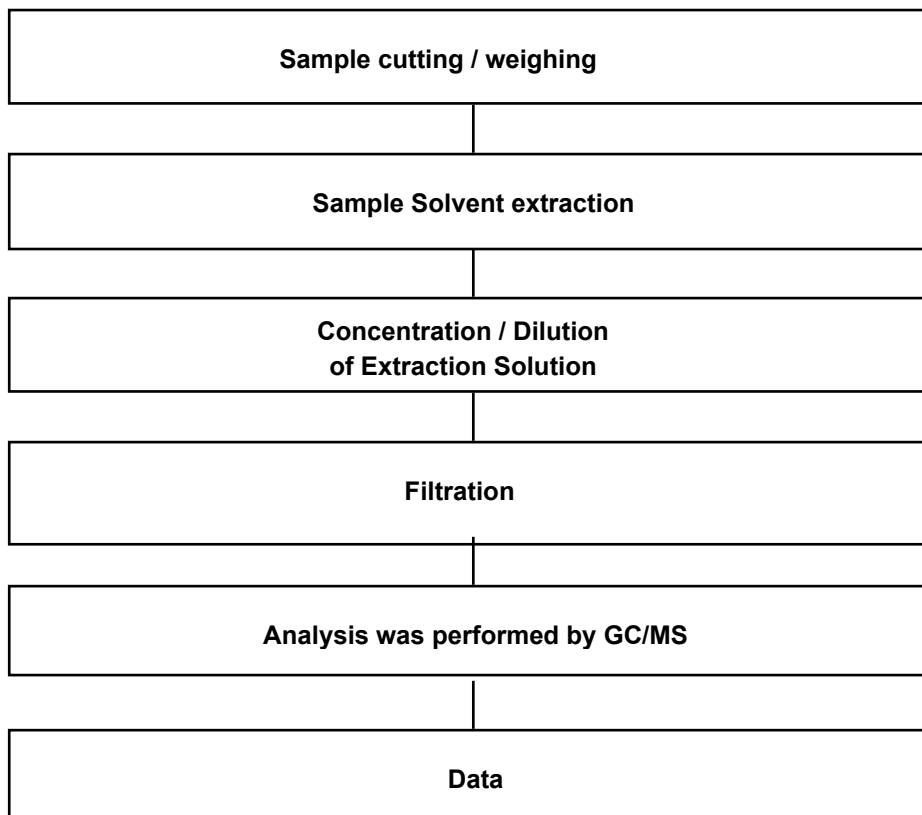 Sample cutting / weighing
Sample Solvent extraction
Concentration / Dilution
of Extraction Solution
Filtration
Analysis was performed by GC/MS
Data